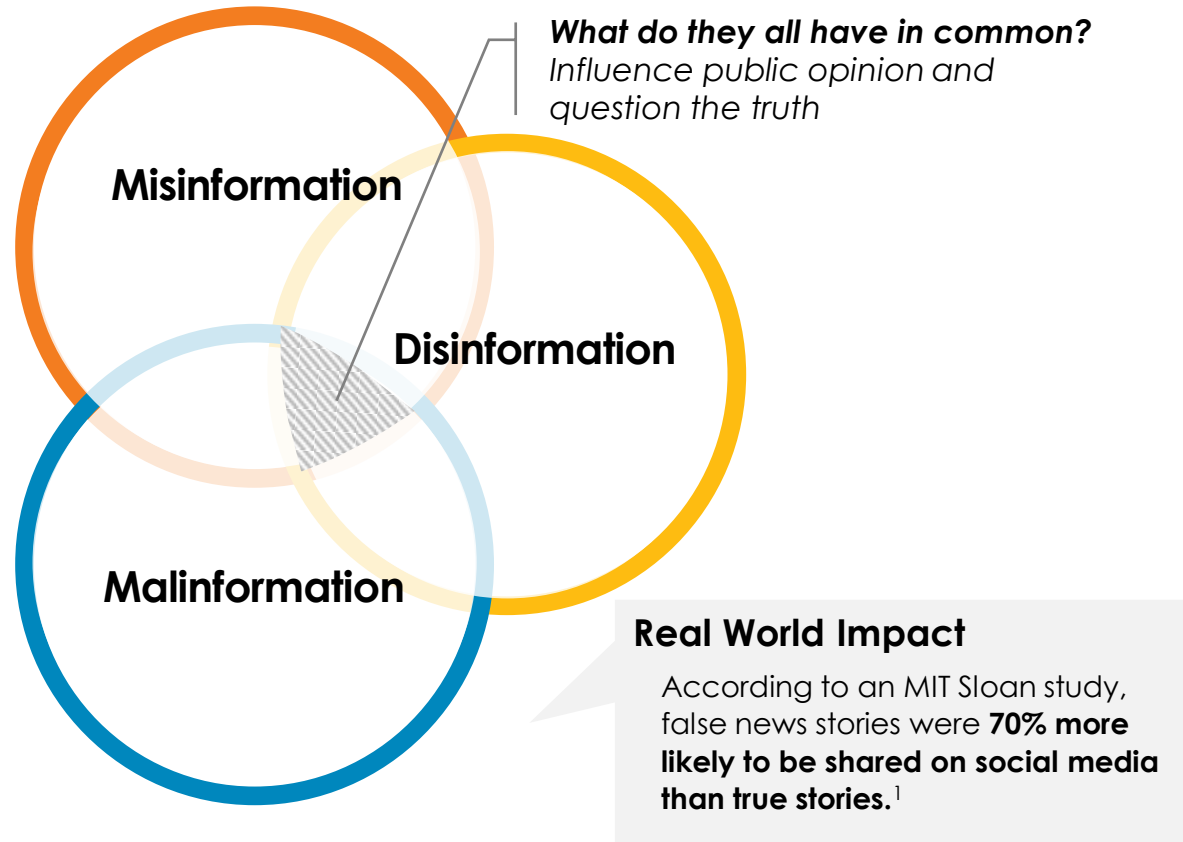 What do they all have in common?
Influence public opinion and
question the truth
Misinformation
Disinformation
Malinformation
Real World Impact
According to an MIT Sloan study,
false news stories were 70% more
likely to be shared on social media
than true stories.1